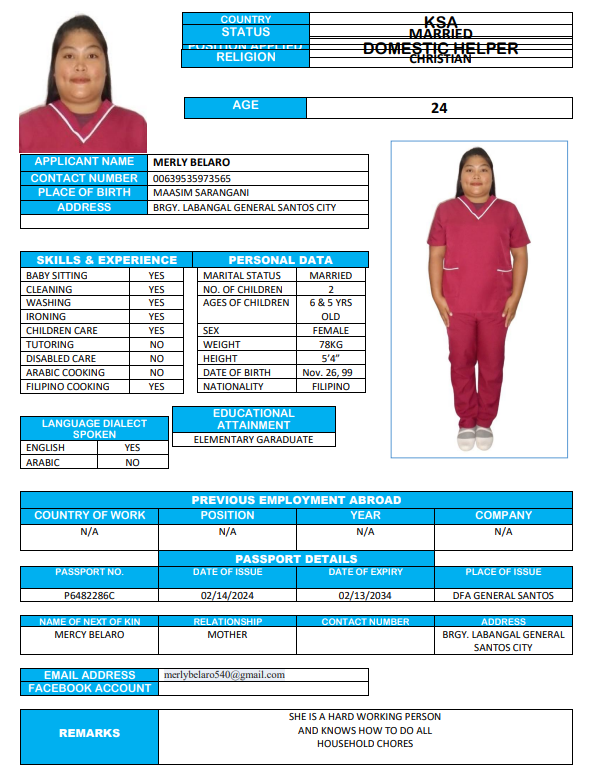 COUNTRY KSA
STATUS MARRIED
POSITION APPLIED DOMESTIC HELPER
RELIGION CHRISTIAN
AGE 24
APPLICANT NAME MERLY BELARO
CONTACT NUMBER 00639535973565
PLACE OF BIRTH MAASIM SARANGANI
ADDRESS BRGY. LABANGAL GENERAL SANTOS CITY
SKILLS & EXPERIENCE
BABY SITTING YES
CLEANING YES
WASHING YES
IRONING YES
CHILDREN CARE YES
TUTORING NO
DISABLED CARE NO
ARABIC COOKING NO
FILIPINO COOKING YES
PERSONAL DATA
MARITAL STATUS MARRIED
NO. OF CHILDREN 2
AGES OF CHILDREN 6 & 5 YRS
OLD
SEX FEMALE
WEIGHT 78KG
HEIGHT 5’4”
DATE OF BIRTH Nov. 26, 99
NATIONALITY FILIPINO
LANGUAGE DIALECT
SPOKEN
ENGLISH YES
ARABIC NO
EDUCATIONAL
ATTAINMENT
ELEMENTARY GARADUATE
PREVIOUS EMPLOYMENT ABROAD
COUNTRY OF WORK POSITION YEAR COMPANY
N/A N/A N/A N/A
PASSPORT DETAILS
PASSPORT NO. DATE OF ISSUE DATE OF EXPIRY PLACE OF ISSUE
P6482286C 02/14/2024 02/13/2034 DFA GENERAL SANTOS
NAME OF NEXT OF KIN RELATIONSHIP CONTACT NUMBER ADDRESS
MERCY BELARO MOTHER BRGY. LABANGAL GENERAL
SANTOS CITY
EMAIL ADDRESS merlybelaro540@gmail.com
FACEBOOK ACCOUNT
REMARKS
SHE IS A HARD WORKING PERSON
AND KNOWS HOW TO DO ALL
HOUSEHOLD CHORES